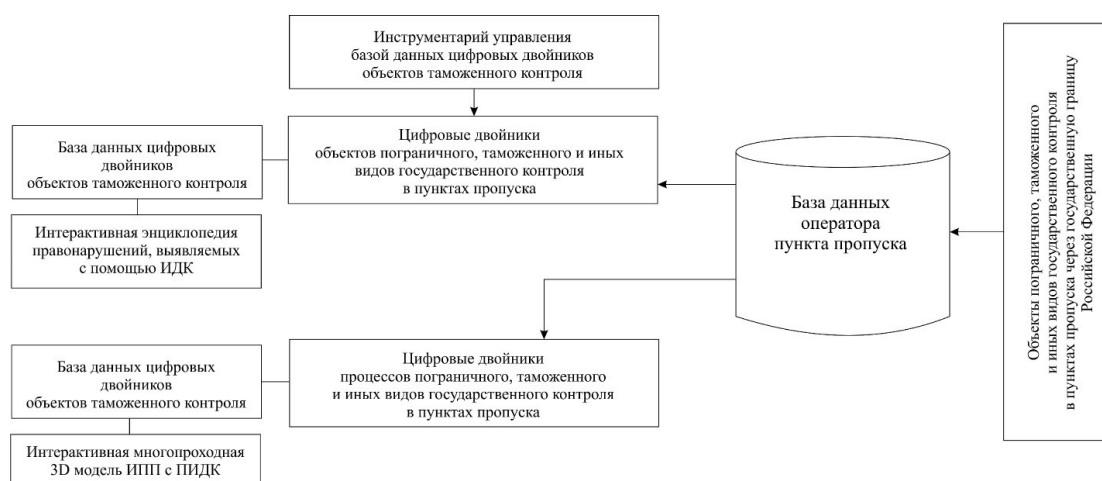 Инструментарий управления
базой данных цифровых двойников
объектов таможенного контроля
База данных цифровых
двойников
объектов таможенного контроля
Цифровые двойники
объектов пограничного, таможенного и иных
видов государственного контроля
в пунктах пропуска
Интерактивная энциклопедия
правонарушений, выявляемых
с помощью ИДК
База данных
оператора
пункта пропуска
Объекты пограничного, таможенного
и иных видов государственного контроля
в пунктах пропуска через государственную границу
Российской Федерации
База данных цифровых
двойников
объектов таможенного контроля
Цифровые двойники
процессов пограничного, таможенного
и иных видов государственного контроля
в пунктах пропуска
Интерактивная многопроходная
3D модель ИПП с ПИДК